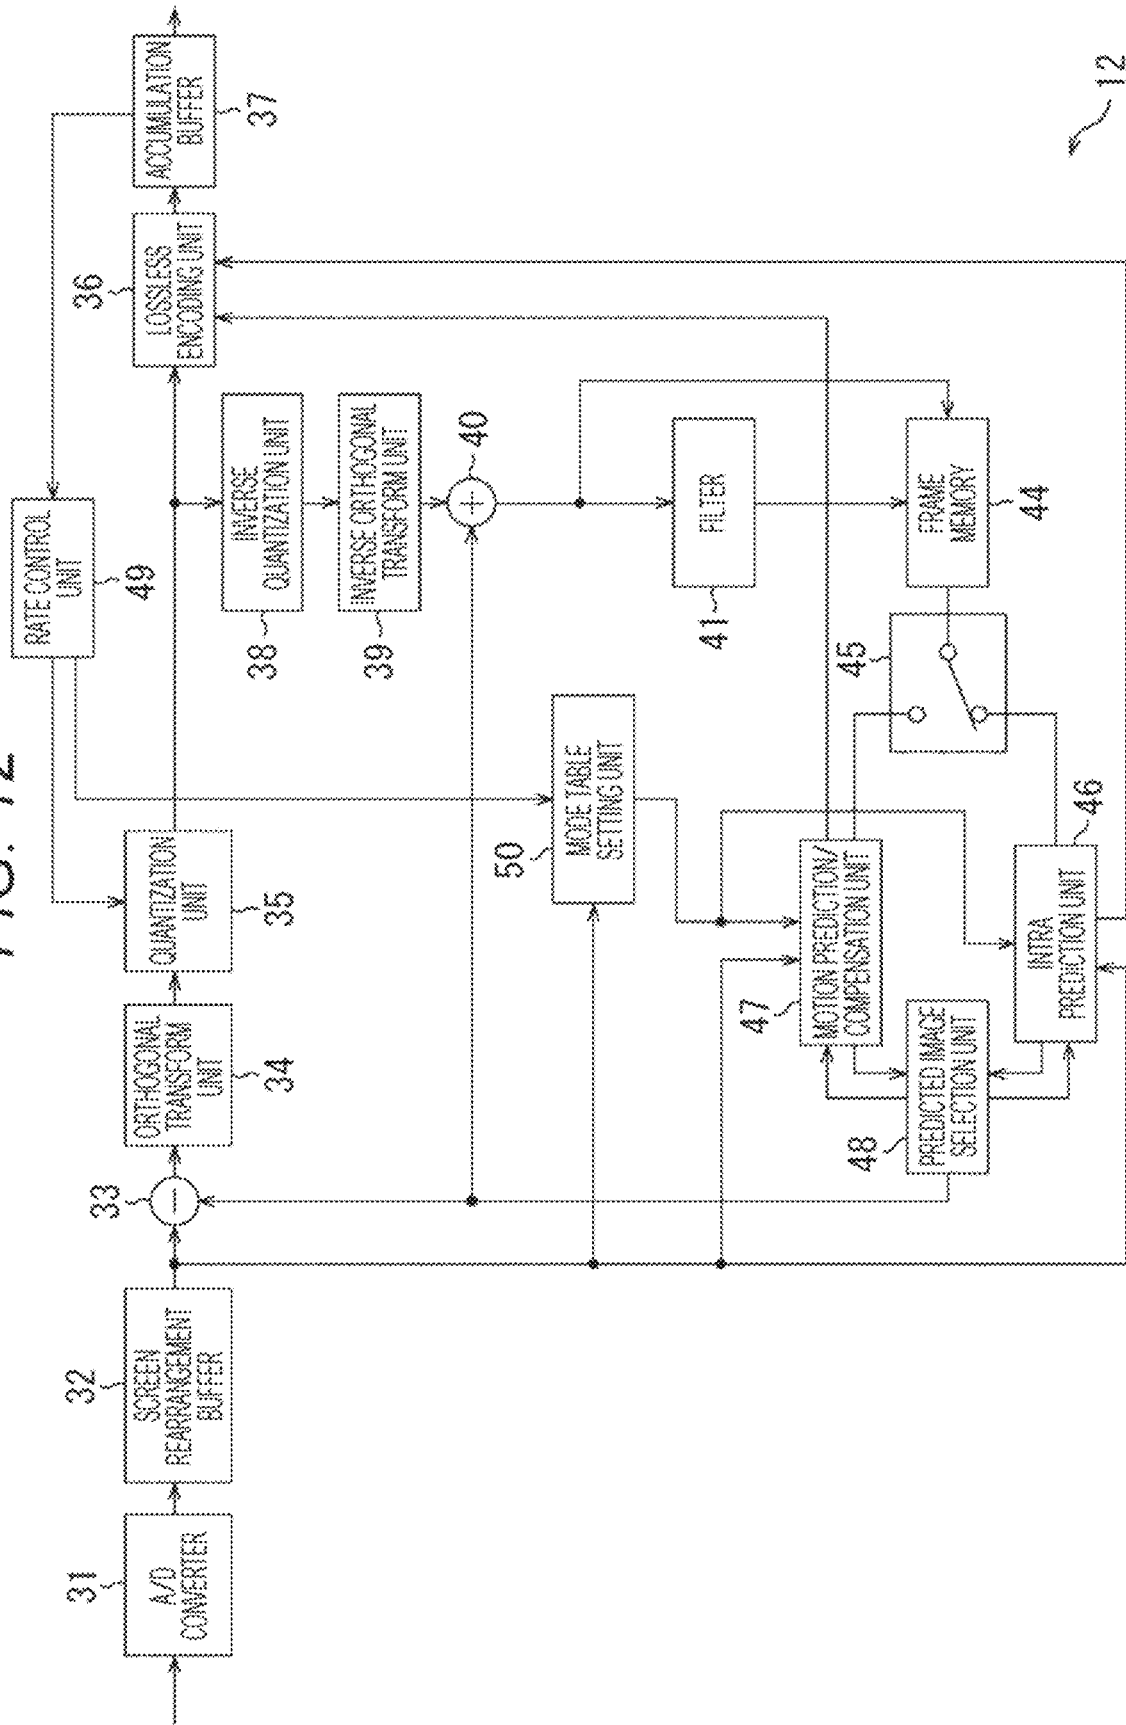 FIG. 12
31
A/D
CONVERTER
32
SCREEN
REARRANGEMENT
BUFFER
33
−
ORTHOGONAL
TRANSFORM
UNIT
34
QUANTIZATION
UNIT
35
RATE CONTROL
UNIT
49
36
LOSSLESS
ENCODING UNIT
ACCUMULATION
BUFFER
37
INVERSE
QUANTIZATION UNIT
38
INVERSE ORTHOGONAL
TRANSFORM UNIT
39
+
40
50
MODE TABLE
SETTING UNIT
FILTER
41
47
MOTION PREDICTION/
COMPENSATION UNIT
45
FRAME
MEMORY
44
48
PREDICTED IMAGE
SELECTION UNIT
INTRA
PREDICTION UNIT
46
12